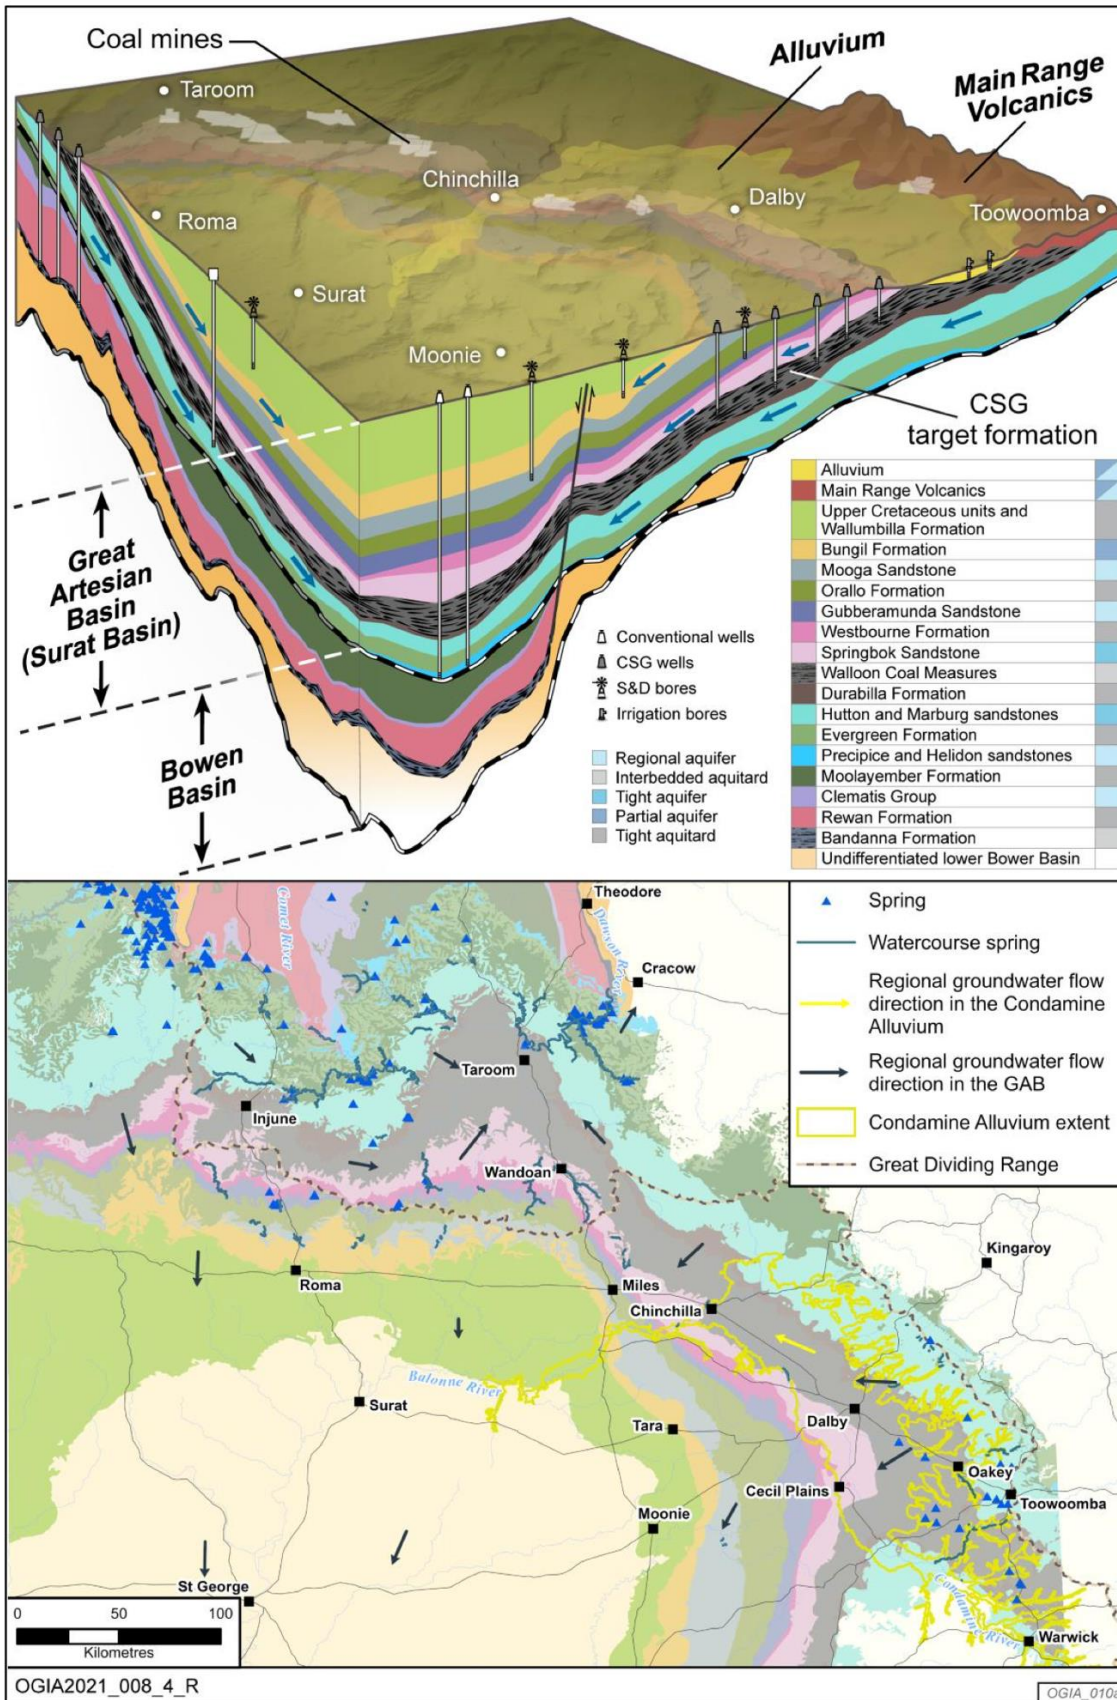 Coal mines
Alluvium
Main Range
Volcanics
Taroom
Chinchilla
Dalby
Toowoomba
Roma
Surat
Moonie
CSG
target formation
Great
Artesian
Basin
(Surat Basin)
Bowen
Basin
Conventional wells
CSG wells
S&D bores
Irrigation bores
Regional aquifer
Interbedded aquitard
Tight aquifer
Partial aquifer
Tight aquitard
Alluvium
Main Range Volcanics
Upper Cretaceous units and
Wallumbilla Formation
Bungil Formation
Mooga Sandstone
Orallo Formation
Gubberamunda Sandstone
Westbourne Formation
Springbok Sandstone
Walloon Coal Measures
Durabilla Formation
Hutton and Marburg sandstones
Evergreen Formation
Precipice and Helidon sandstones
Moolayember Formation
Clematis Group
Rewan Formation
Bandanna Formation
Undifferentiated lower Bower Basin
Spring
Watercourse spring
Regional groundwater flow
direction in the Condamine
Alluvium
Regional groundwater flow
direction in the GAB
Condamine Alluvium extent
Great Dividing Range
Comet River
Theodore
Dawson River
Cracow
Taroom
Injune
Wandoan
Kingaroy
Roma
Miles
Chinchilla
Balonne River
Surat
Tara
Dalby
Oakey
Cecil Plains
Toowoomba
Moonie
St George
Condamine River
Warwick
0 50 100
Kilometres
OGIA2021_008_4_R